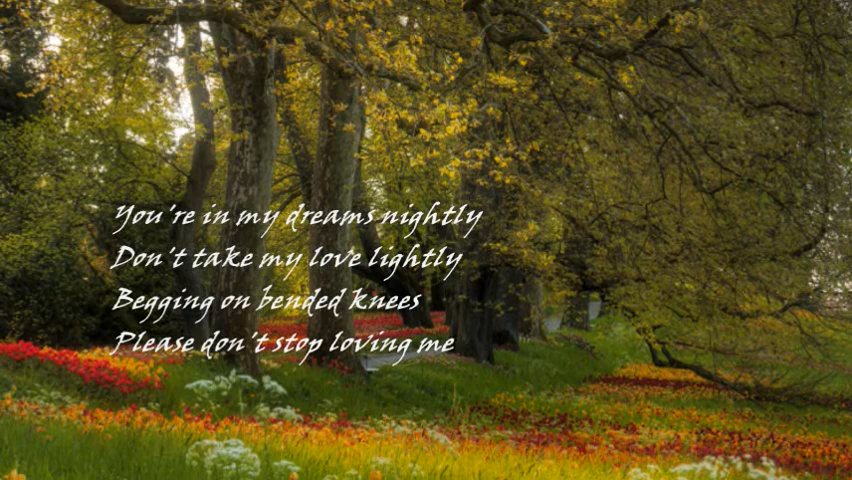 You're in my dreams nightly
Don't take my love lightly
Begging on bended knees
Please don't stop loving me